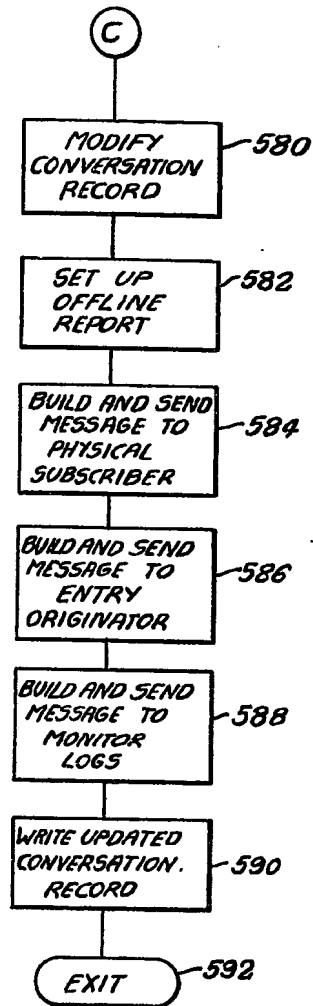 C
MODIFY
CONVERSATION
RECORD
580
SET UP
OFFLINE
REPORT
582
BUILD AND SEND
MESSAGE TO
PHYSICAL
SUBSCRIBER
584
BUILD AND SEND
MESSAGE TO
ENTRY
ORIGINATOR
586
BUILD AND SEND
MESSAGE TO
MONITOR
LOGS
588
WRITE UPDATED
CONVERSATION.
RECORD
590
EXIT
592